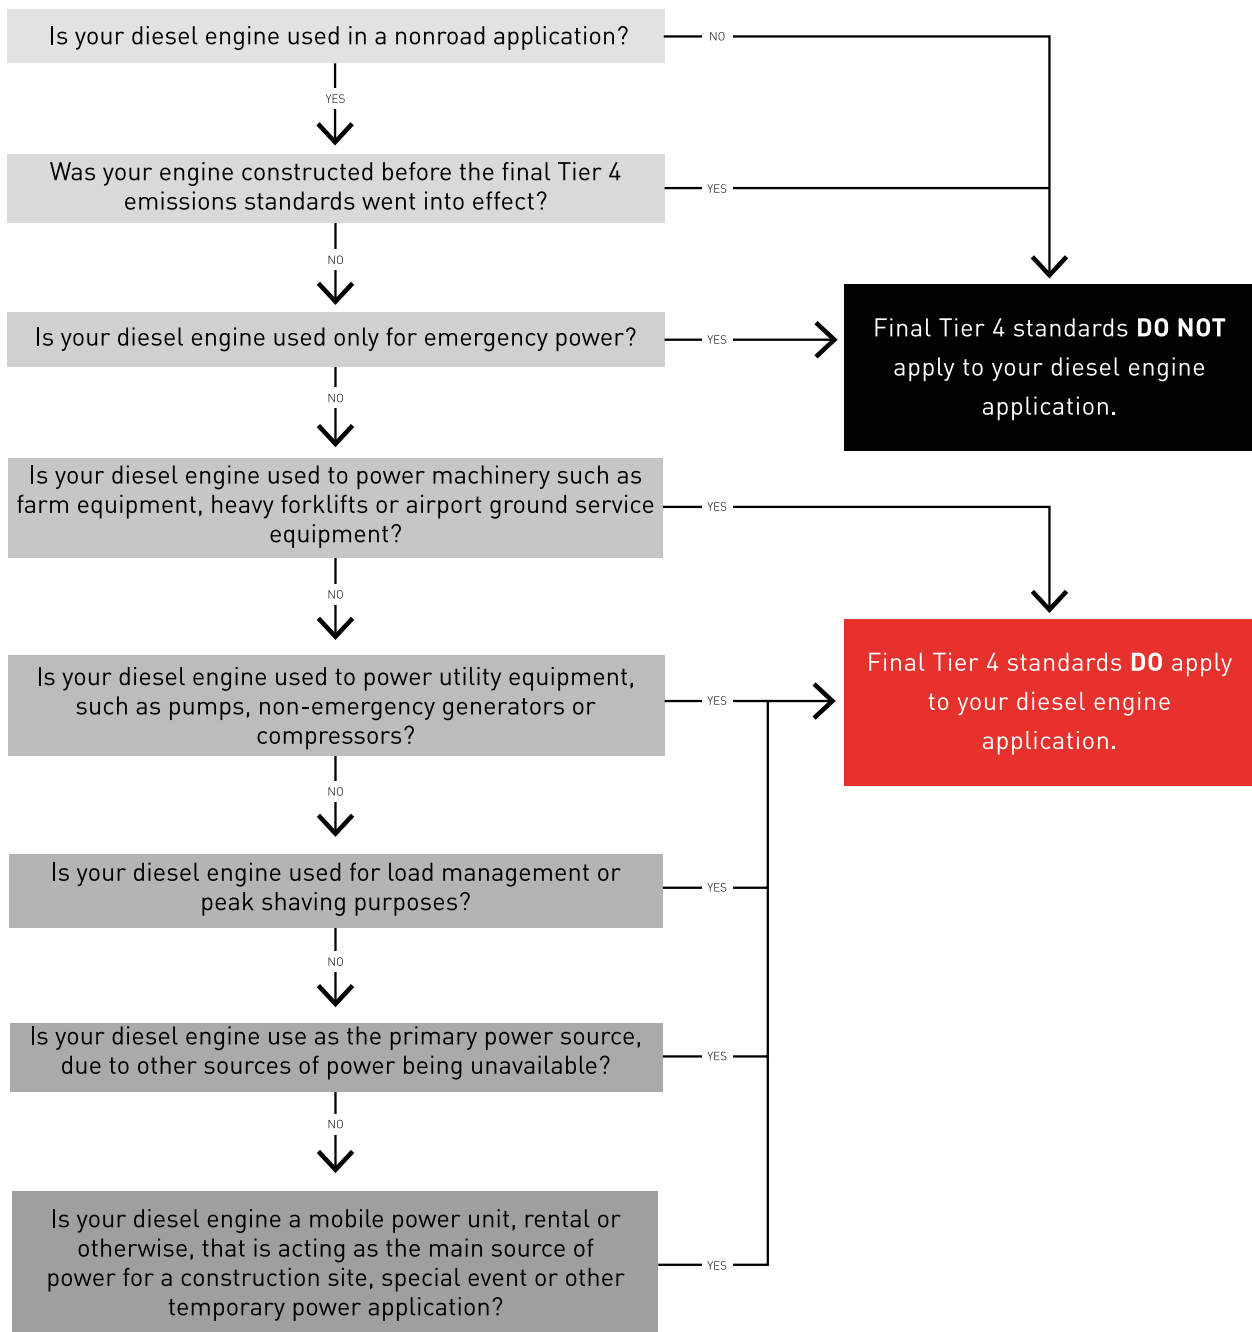 Is your diesel engine used in a nonroad application?
NO
YES
Was your engine constructed before the final Tier 4
emissions standards went into effect?
YES
NO
Is your diesel engine used only for emergency power?
YES
Final Tier 4 standards DO NOT
apply to your diesel engine
application.
NO
Is your diesel engine used to power machinery such as
farm equipment, heavy forklifts or airport ground service
equipment?
YES
NO
Final Tier 4 standards DO apply
to your diesel engine
application.
Is your diesel engine used to power utility equipment,
such as pumps, non-emergency generators or
compressors?
YES
NO
Is your diesel engine used for load management or
peak shaving purposes?
YES
NO
Is your diesel engine use as the primary power source,
due to other sources of power being unavailable?
YES
NO
Is your diesel engine a mobile power unit, rental or
otherwise, that is acting as the main source of
power for a construction site, special event or other
temporary power application?
YES